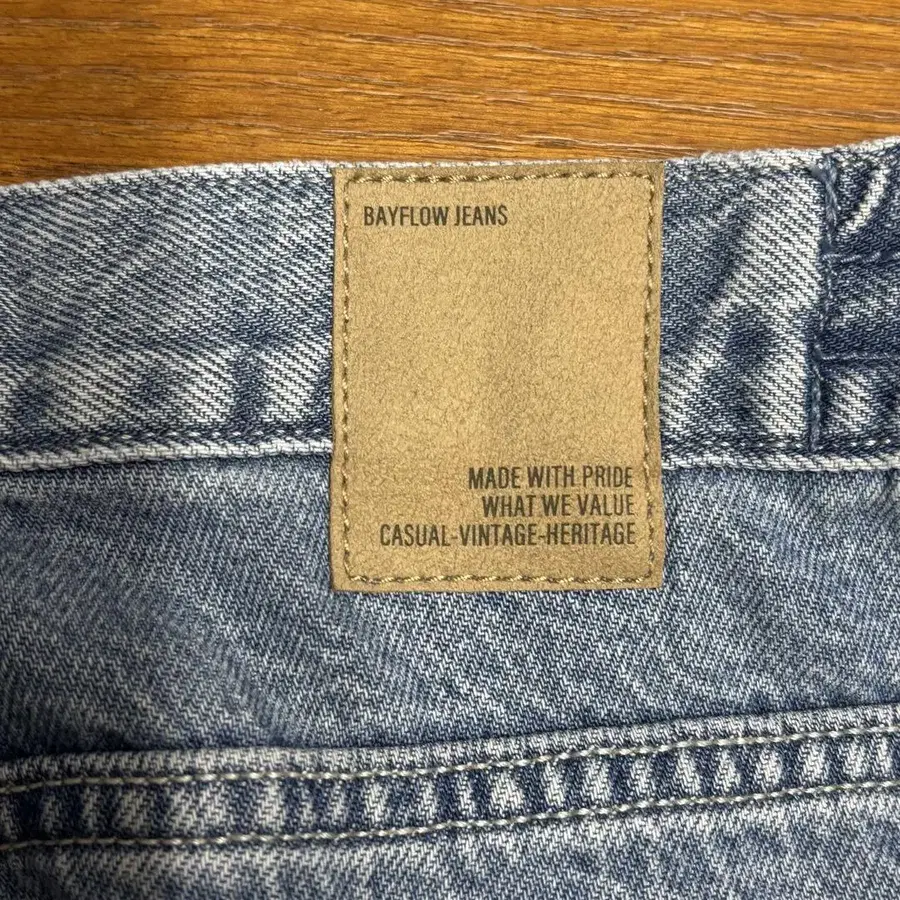 BAYFLOW JEANS
MADE WITH PRIDE
WHAT WE VALUE
CASUAL-VINTAGE-HERITAGE